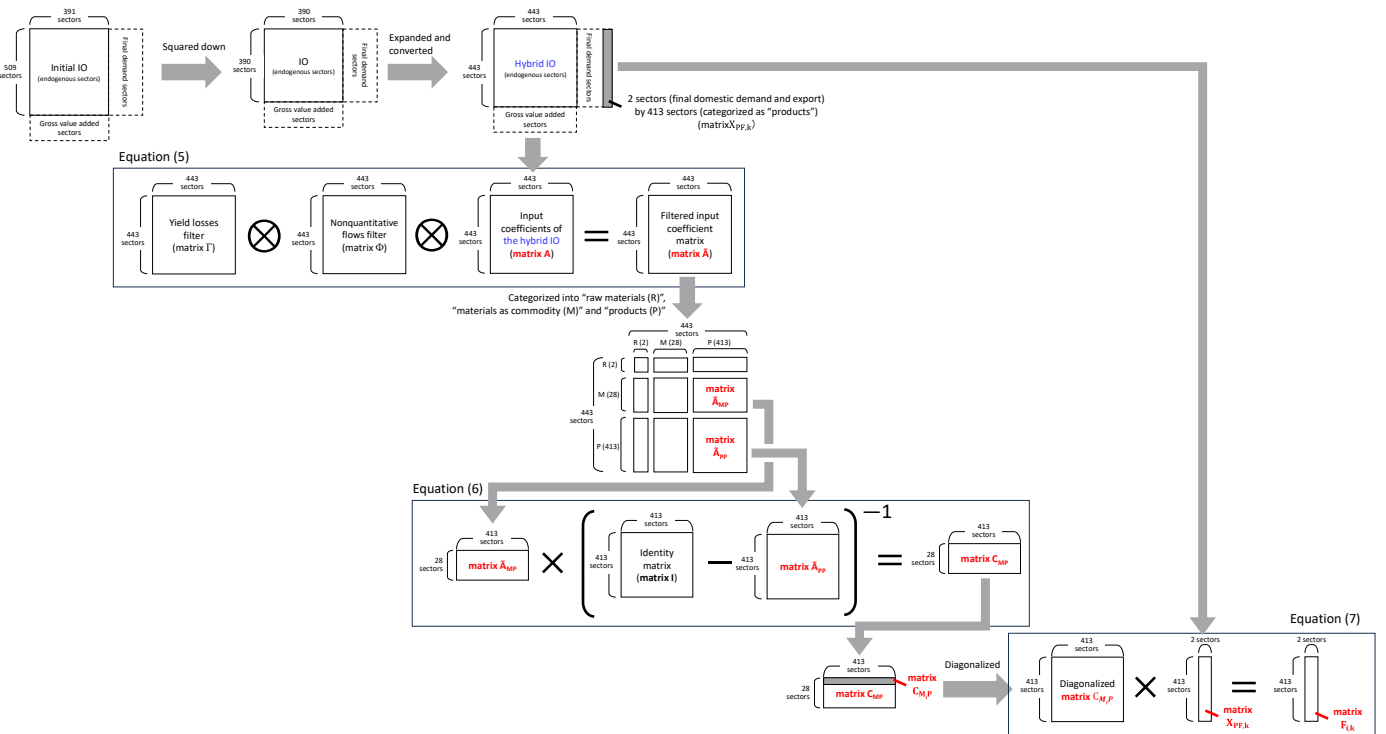 391
sectors
509
sectors
Initial IO
(endogenous sectors)
Final demand sectors
Gross value added
sectors
Squared down
390
sectors
390
sectors
IO
(endogenous sectors)
Final demand
sectors
Gross value added
sectors
Expanded and
converted
443
sectors
443
sectors
Hybrid IO
(endogenous sectors)
Final demand sectors
Gross value added
sectors
2 sectors (final domestic demand and export)
by 413 sectors (categorized as “products”)
(matrixX_PF,k)
Equation (5)
443
sectors
443
sectors
Yield losses
filter
(matrix Γ)
⊗
443
sectors
443
sectors
Nonquantitative
flows filter
(matrix Φ)
⊗
443
sectors
443
sectors
Input
coefficients of
the hybrid IO
(matrix A)
=
443
sectors
443
sectors
Filtered input
coefficient
matrix
(matrix Ã)
Categorized into “raw materials (R)”,
“materials as commodity (M)” and “products (P)”
443
sectors
R (2) M (28) P (413)
R (2)
M (28)
443
sectors
P (413)
matrix
Ã_MP
matrix
Ã_PP
Equation (6)
413
sectors
28
sectors
matrix Ã_MP
×
413
sectors
413
sectors
Identity
matrix
(matrix I)
—
413
sectors
413
sectors
matrix Ã_PP
—1
=
413
sectors
28
sectors
matrix C_MP
413
sectors
28
sectors
matrix C_MP
matrix
C_MiP
Diagonalized
Equation (7)
413
sectors
413
sectors
Diagonalized
matrix C_MiP
×
2 sectors
413
sectors
matrix
X_PF,k
=
2 sectors
413
sectors
matrix
F_i,k